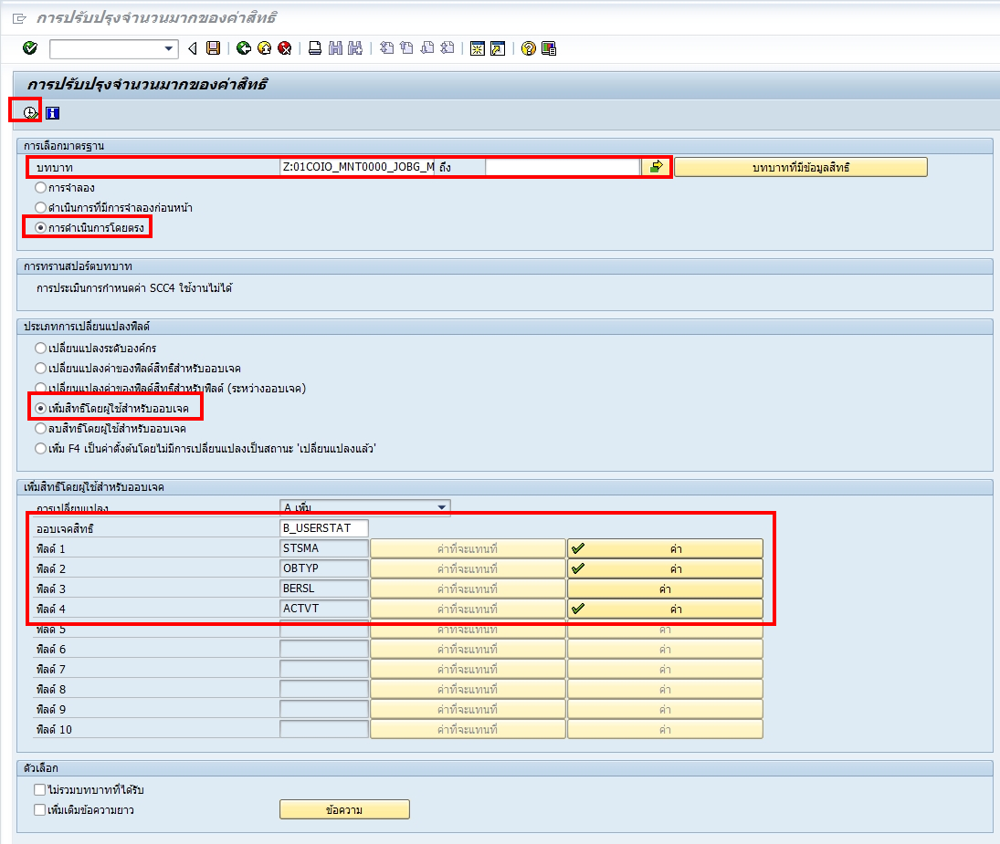 การปรับปรุงจำนวนมากของค่าสิทธิ
การปรับปรุงจำนวนมากของค่าสิทธิ
การเลือกมาตรฐาน
บทบาท Z:01COIO_MNT0000_JOBG_M ถึง บทบาทที่มีข้อมูลสิทธิ์
การจำลอง
ดำเนินการที่มีการจำลองก่อนหน้า
การดำเนินการโดยตรง
การทรานสปอร์ตบทบาท
การประเมินการกำหนดค่า SCC4 ใช้งานไม่ได้
ประเภทการเปลี่ยนแปลงฟิลด์
เปลี่ยนแปลงระดับองค์กร
เปลี่ยนแปลงค่าของฟิลด์สิทธิสำหรับออบเจค
เปลี่ยนแปลงค่าของฟิลด์สิทธิสำหรับฟิลด์ (ระหว่างออบเจค)
เพิ่มสิทธิโดยผู้ใช้สำหรับออบเจค
ลบสิทธิโดยผู้ใช้สำหรับออบเจค
เพิ่ม F4 เป็นค่าตั้งต้นโดยไม่มีการเปลี่ยนแปลงเป็นสถานะ 'เปลี่ยนแปลงแล้ว'
เพิ่มสิทธิโดยผู้ใช้สำหรับออบเจค
การเปลี่ยนแปลง A เพิ่ม
ออบเจคสิทธิ B_USERSTAT
ฟิลด์ 1 STSMA ค่าที่จะแทนที่ ค่า
ฟิลด์ 2 OBTYP ค่าที่จะแทนที่ ค่า
ฟิลด์ 3 BERSL ค่าที่จะแทนที่ ค่า
ฟิลด์ 4 ACTVT ค่าที่จะแทนที่ ค่า
ฟิลด์ 5 ค่าที่จะแทนที่ ค่า
ฟิลด์ 6 ค่าที่จะแทนที่ ค่า
ฟิลด์ 7 ค่าที่จะแทนที่ ค่า
ฟิลด์ 8 ค่าที่จะแทนที่ ค่า
ฟิลด์ 9 ค่าที่จะแทนที่ ค่า
ฟิลด์ 10 ค่าที่จะแทนที่ ค่า
ตัวเลือก
ไม่รวมบทบาทที่ได้รับ
เพิ่มเติมข้อความยาว ข้อความ